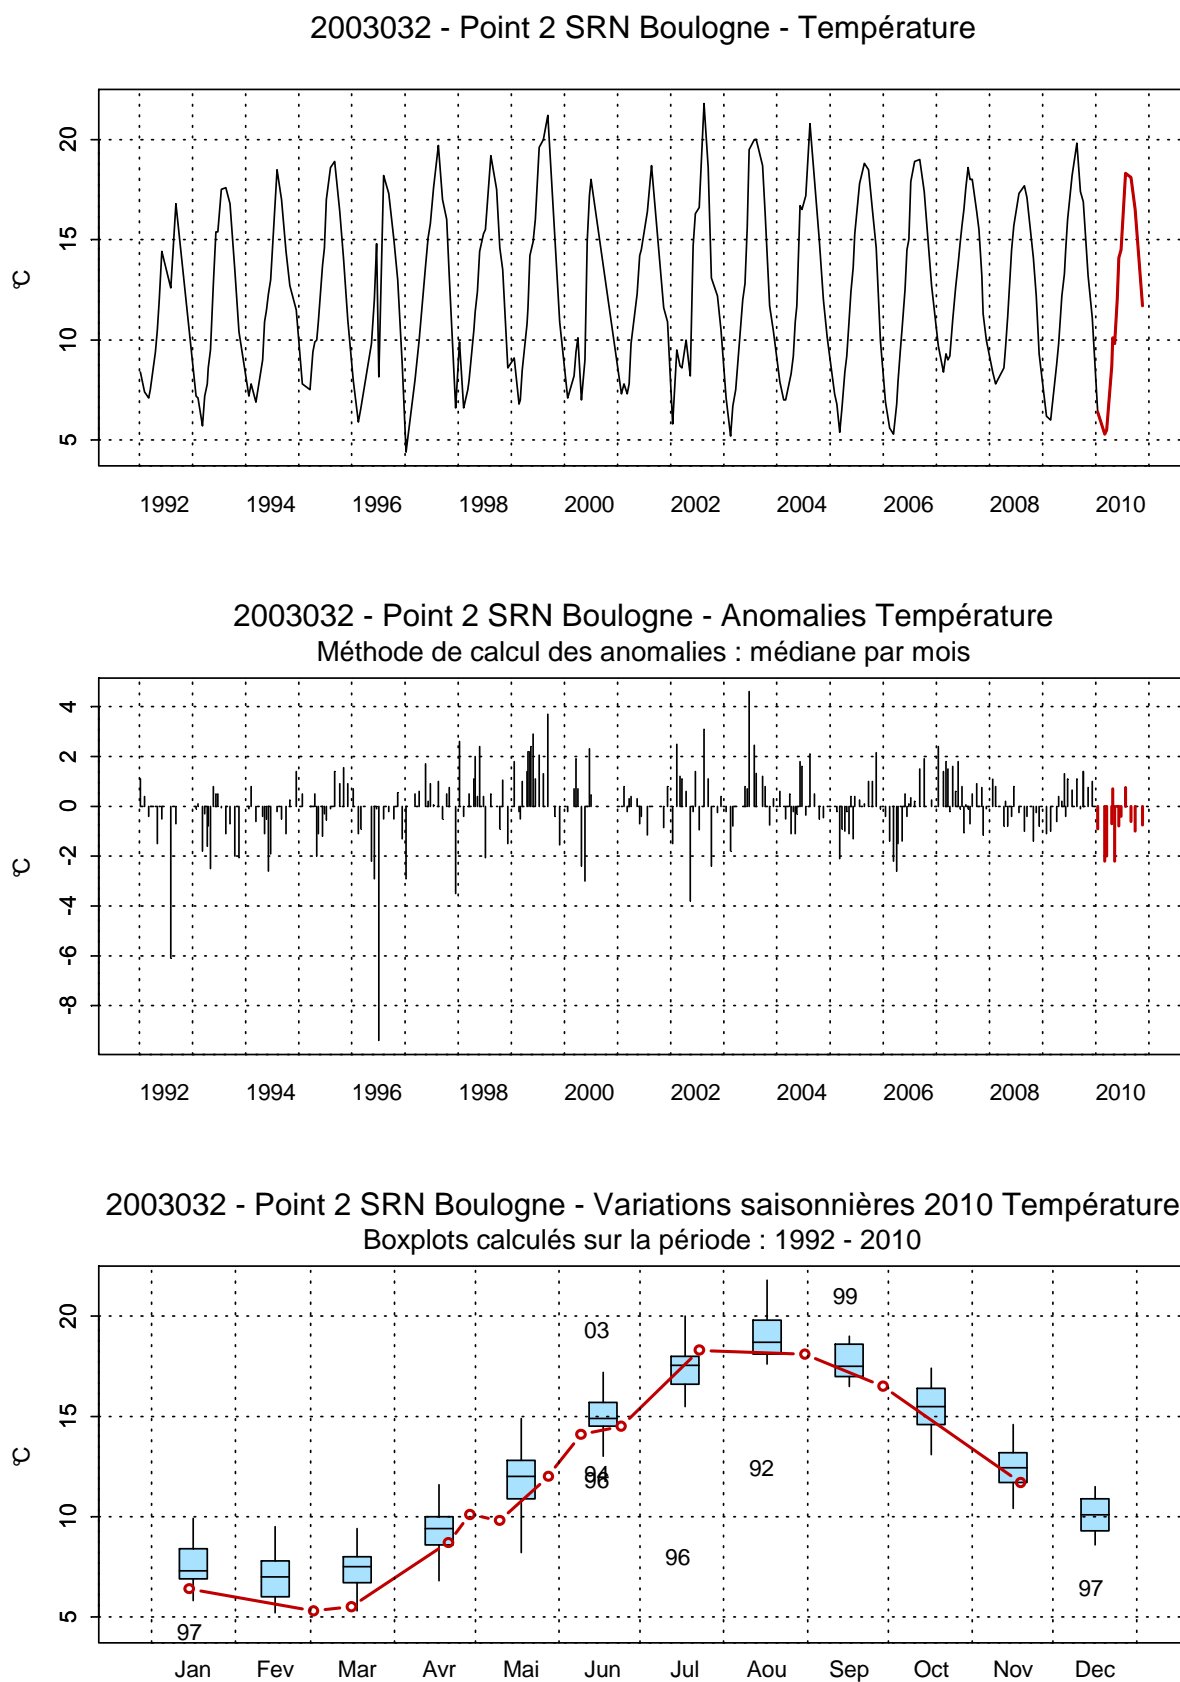 2003032 - Point 2 SRN Boulogne - Température
20
15
10
5
°C
1992 1994 1996 1998 2000 2002 2004 2006 2008 2010
2003032 - Point 2 SRN Boulogne - Anomalies Température
Méthode de calcul des anomalies : médiane par mois
4
2
0
-2
-4
-6
-8
°C
1992 1994 1996 1998 2000 2002 2004 2006 2008 2010
2003032 - Point 2 SRN Boulogne - Variations saisonnières 2010 Température
Boxplots calculés sur la période : 1992 - 2010
20
15
10
5
°C
99
03
92
94
96
96
97
97
Jan Fev Mar Avr Mai Jun Jul Aou Sep Oct Nov Dec